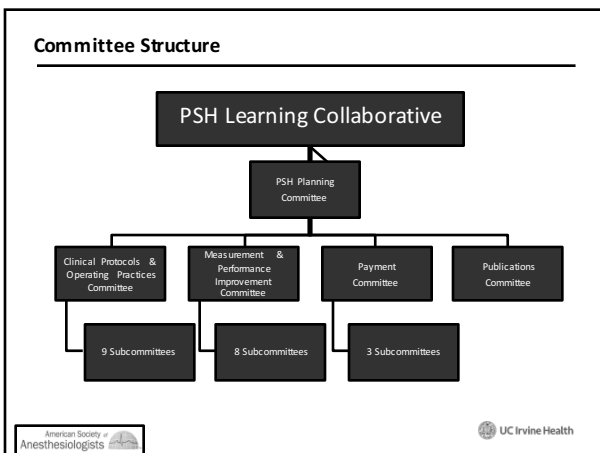 Committee Structure
PSH Learning Collaborative
PSH Planning
Committee
Clinical Protocols &
Operating Practices
Committee
Measurement &
Performance
Improvement
Committee
Payment
Committee
Publications
Committee
9 Subcommittees
8 Subcommittees
3 Subcommittees
American Society of
Anesthesiologists
UC Irvine Health